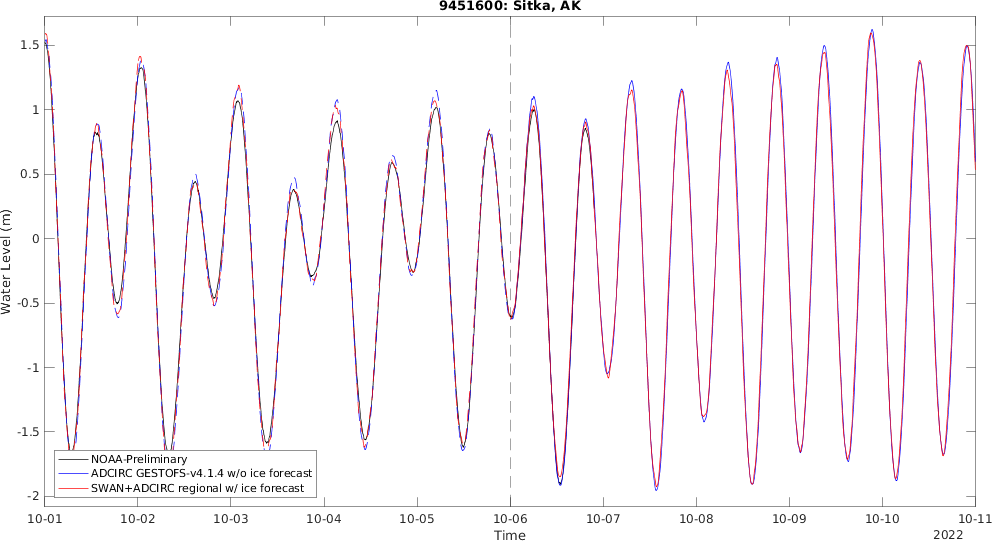 9451600: Sitka, AK
Water Level (m)
1.5
1
0.5
0
-0.5
-1
-1.5
-2
NOAA-Preliminary
ADCIRC GESTOFS-v4.1.4 w/o ice forecast
SWAN+ADCIRC regional w/ ice forecast
10-01 10-02 10-03 10-04 10-05 10-06 10-07 10-08 10-09 10-10 10-11
Time
2022